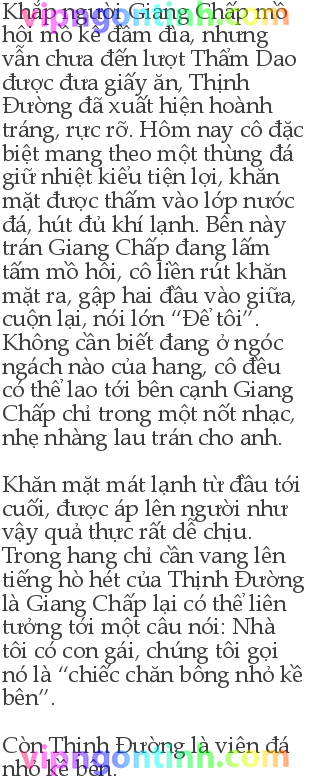 Khắp người Giang Chấp mồ
hôi mồ kê đầm đìa, nhưng
vẫn chưa đến lượt Thẩm Dao
được đưa giấy ăn, Thịnh
Đường đã xuất hiện hoành
tráng, rực rỡ. Hôm nay cô đặc
biệt mang theo một thùng đá
giữ nhiệt kiểu tiện lợi, khăn
mặt được thấm vào lớp nước
đá, hút đủ khí lạnh. Bên này
trán Giang Chấp đang lấm
tấm mồ hôi, cô liền rút khăn
mặt ra, gập hai đầu vào giữa,
cuộn lại, nói lớn “Để tôi”.
Không cần biết đang ở ngóc
ngách nào của hang, cô đều
có thể lao tới bên cạnh Giang
Chấp chỉ trong một nốt nhạc,
nhẹ nhàng lau trán cho anh.
Khăn mặt mát lạnh từ đầu tới
cuối, được áp lên người như
vậy quả thực rất dễ chịu.
Trong hang chỉ cần vang lên
tiếng hò hét của Thịnh Đường
là Giang Chấp lại có thể liên
tưởng tới một câu nói: Nhà
tôi có con gái, chúng tôi gọi
nó là “chiếc chăn bông nhỏ kề
bên”.
Còn Thịnh Đường là viên đá
nhỏ kề bên.
vipngontinh.com
vipngontinh.com